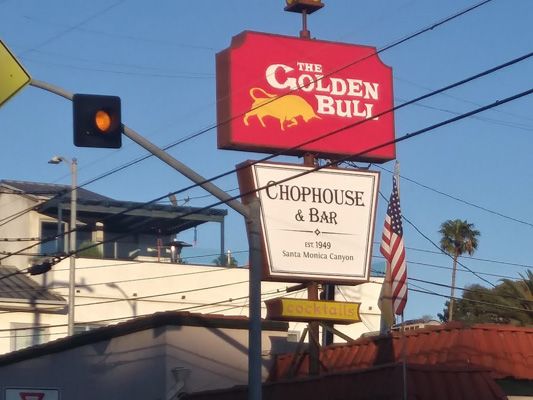 THE
GOLDEN
BULL
CHOPHOUSE
& BAR
EST 1949
Santa Monica Canyon
cocktails